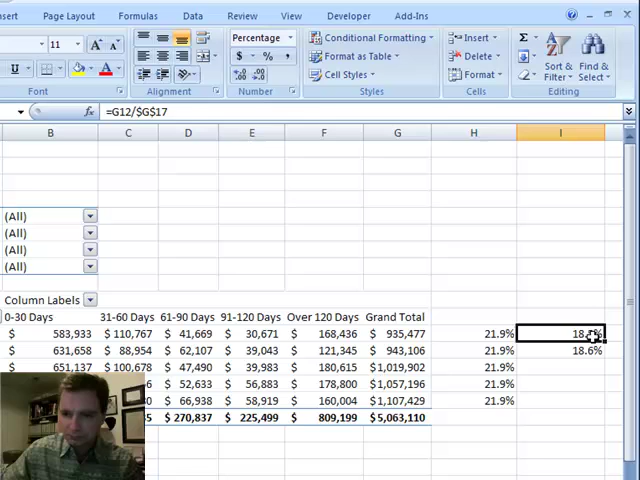 nsert Page Layout Formulas Data Review View Developer Add-Ins
11 A A Percentage Conditional Formatting Insert Σ
Format as Table Delete Sort & Find &
U A $ % , Cell Styles Format Filter Select
Font Alignment Number Styles Cells Editing
fx =G12/$G$17
B C D E F G H I
(All)
(All)
(All)
(All)
Column Labels
0-30 Days 31-60 Days 61-90 Days 91-120 Days Over 120 Days Grand Total
$ 583,933 $ 110,767 $ 41,669 $ 30,671 $ 168,436 $ 935,477 21.9%
$ 631,658 $ 88,954 $ 62,107 $ 39,043 $ 121,345 $ 943,106 21.9% 18.6%
$ 651,137 $ 100,678 $ 47,490 $ 39,983 $ 180,615 $ 1,019,902 21.9%
$ 52,633 $ 56,883 $ 178,800 $ 1,057,196 21.9%
$ 66,938 $ 58,919 $ 160,004 $ 1,107,429 21.9%
$ 270,837 $ 225,499 $ 809,199 $ 5,063,110